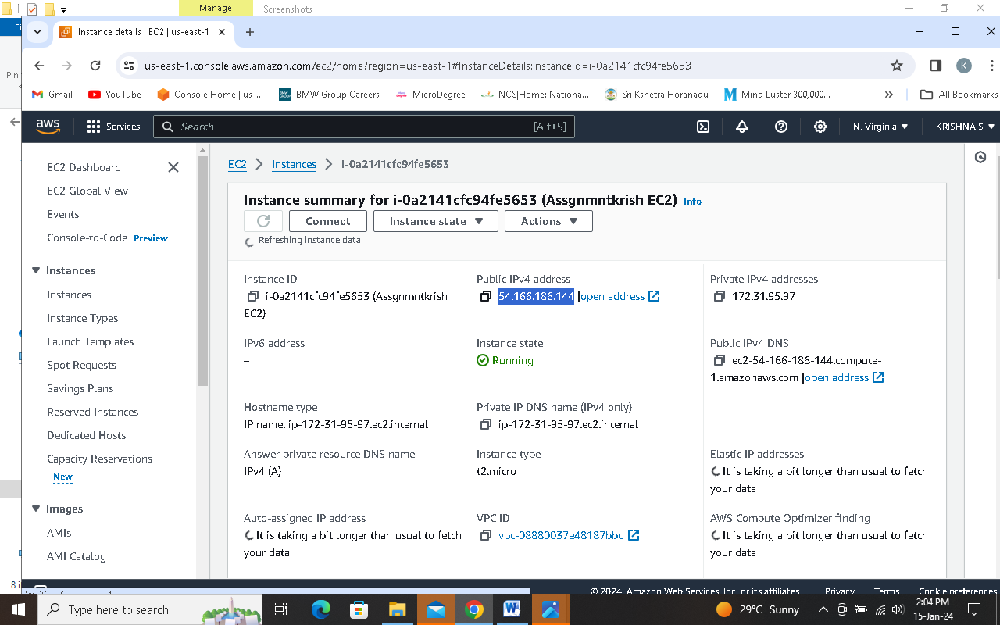 Manage
Screenshots
Fi
Instance details | EC2 | us-east-1
Pin
us-east-1.console.aws.amazon.com/ec2/home?region=us-east-1#InstanceDetails:instanceId=i-0a2141cfc94fe5653
K
Gmail
YouTube
Console Home | us-...
BMW Group Careers
MicroDegree
NCS|Home: Nationa...
Sri Kshetra Horanadu
Mind Luster 300,000...
»
All Bookmarks
aws
Services
Search
[Alt+S]
N. Virginia
KRISHNA S
EC2 Dashboard
EC2 Global View
Events
Console-to-Code Preview
Instances
Instances
Instance Types
Launch Templates
Spot Requests
Savings Plans
Reserved Instances
Dedicated Hosts
Capacity Reservations
New
Images
AMIs
AMI Catalog
EC2
Instances
i-0a2141cfc94fe5653
Instance summary for i-0a2141cfc94fe5653 (Assgnmntkrish EC2) Info
Connect
Instance state
Actions
Refreshing instance data
Instance ID
i-0a2141cfc94fe5653 (Assgnmntkrish
EC2)
Public IPv4 address
54.166.186.144 |open address
Private IPv4 addresses
172.31.95.97
IPv6 address
–
Instance state
Running
Public IPv4 DNS
ec2-54-166-186-144.compute-
1.amazonaws.com |open address
Hostname type
IP name: ip-172-31-95-97.ec2.internal
Private IP DNS name (IPv4 only)
ip-172-31-95-97.ec2.internal
Answer private resource DNS name
IPv4 (A)
Instance type
t2.micro
Elastic IP addresses
It is taking a bit longer than usual to fetch
your data
Auto-assigned IP address
It is taking a bit longer than usual to fetch
your data
VPC ID
vpc-08880037e48187bbd
AWS Compute Optimizer finding
It is taking a bit longer than usual to fetch
your data
© 2024, Amazon Web Services, Inc. or its affiliates.
Privacy
Terms
Cookie preferences
Type here to search
29°C Sunny
2:04 PM
15-Jan-24